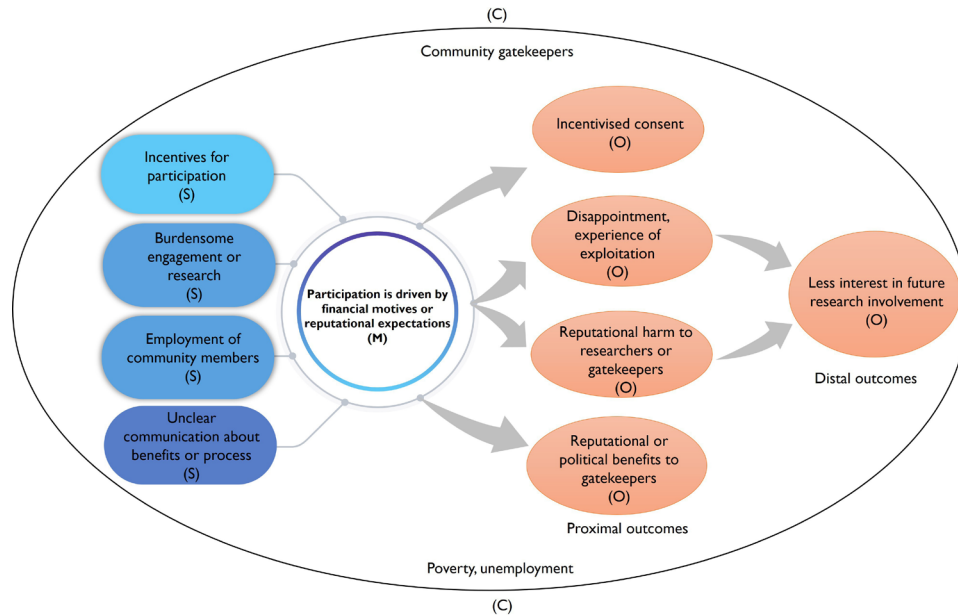 (C)
Community gatekeepers
Incentives for
participation
(S)
Burdensome
engagement or
research
(S)
Employment of
community members
(S)
Unclear
communication about
benefits or process
(S)
Participation is driven by
financial motives or
reputational expectations
(M)
Incentivised consent
(O)
Disappointment,
experience of
exploitation
(O)
Reputational harm to
researchers or
gatekeepers
(O)
Reputational or
political benefits to
gatekeepers
(O)
Proximal outcomes
Less interest in future
research involvement
(O)
Distal outcomes
Poverty, unemployment
(C)